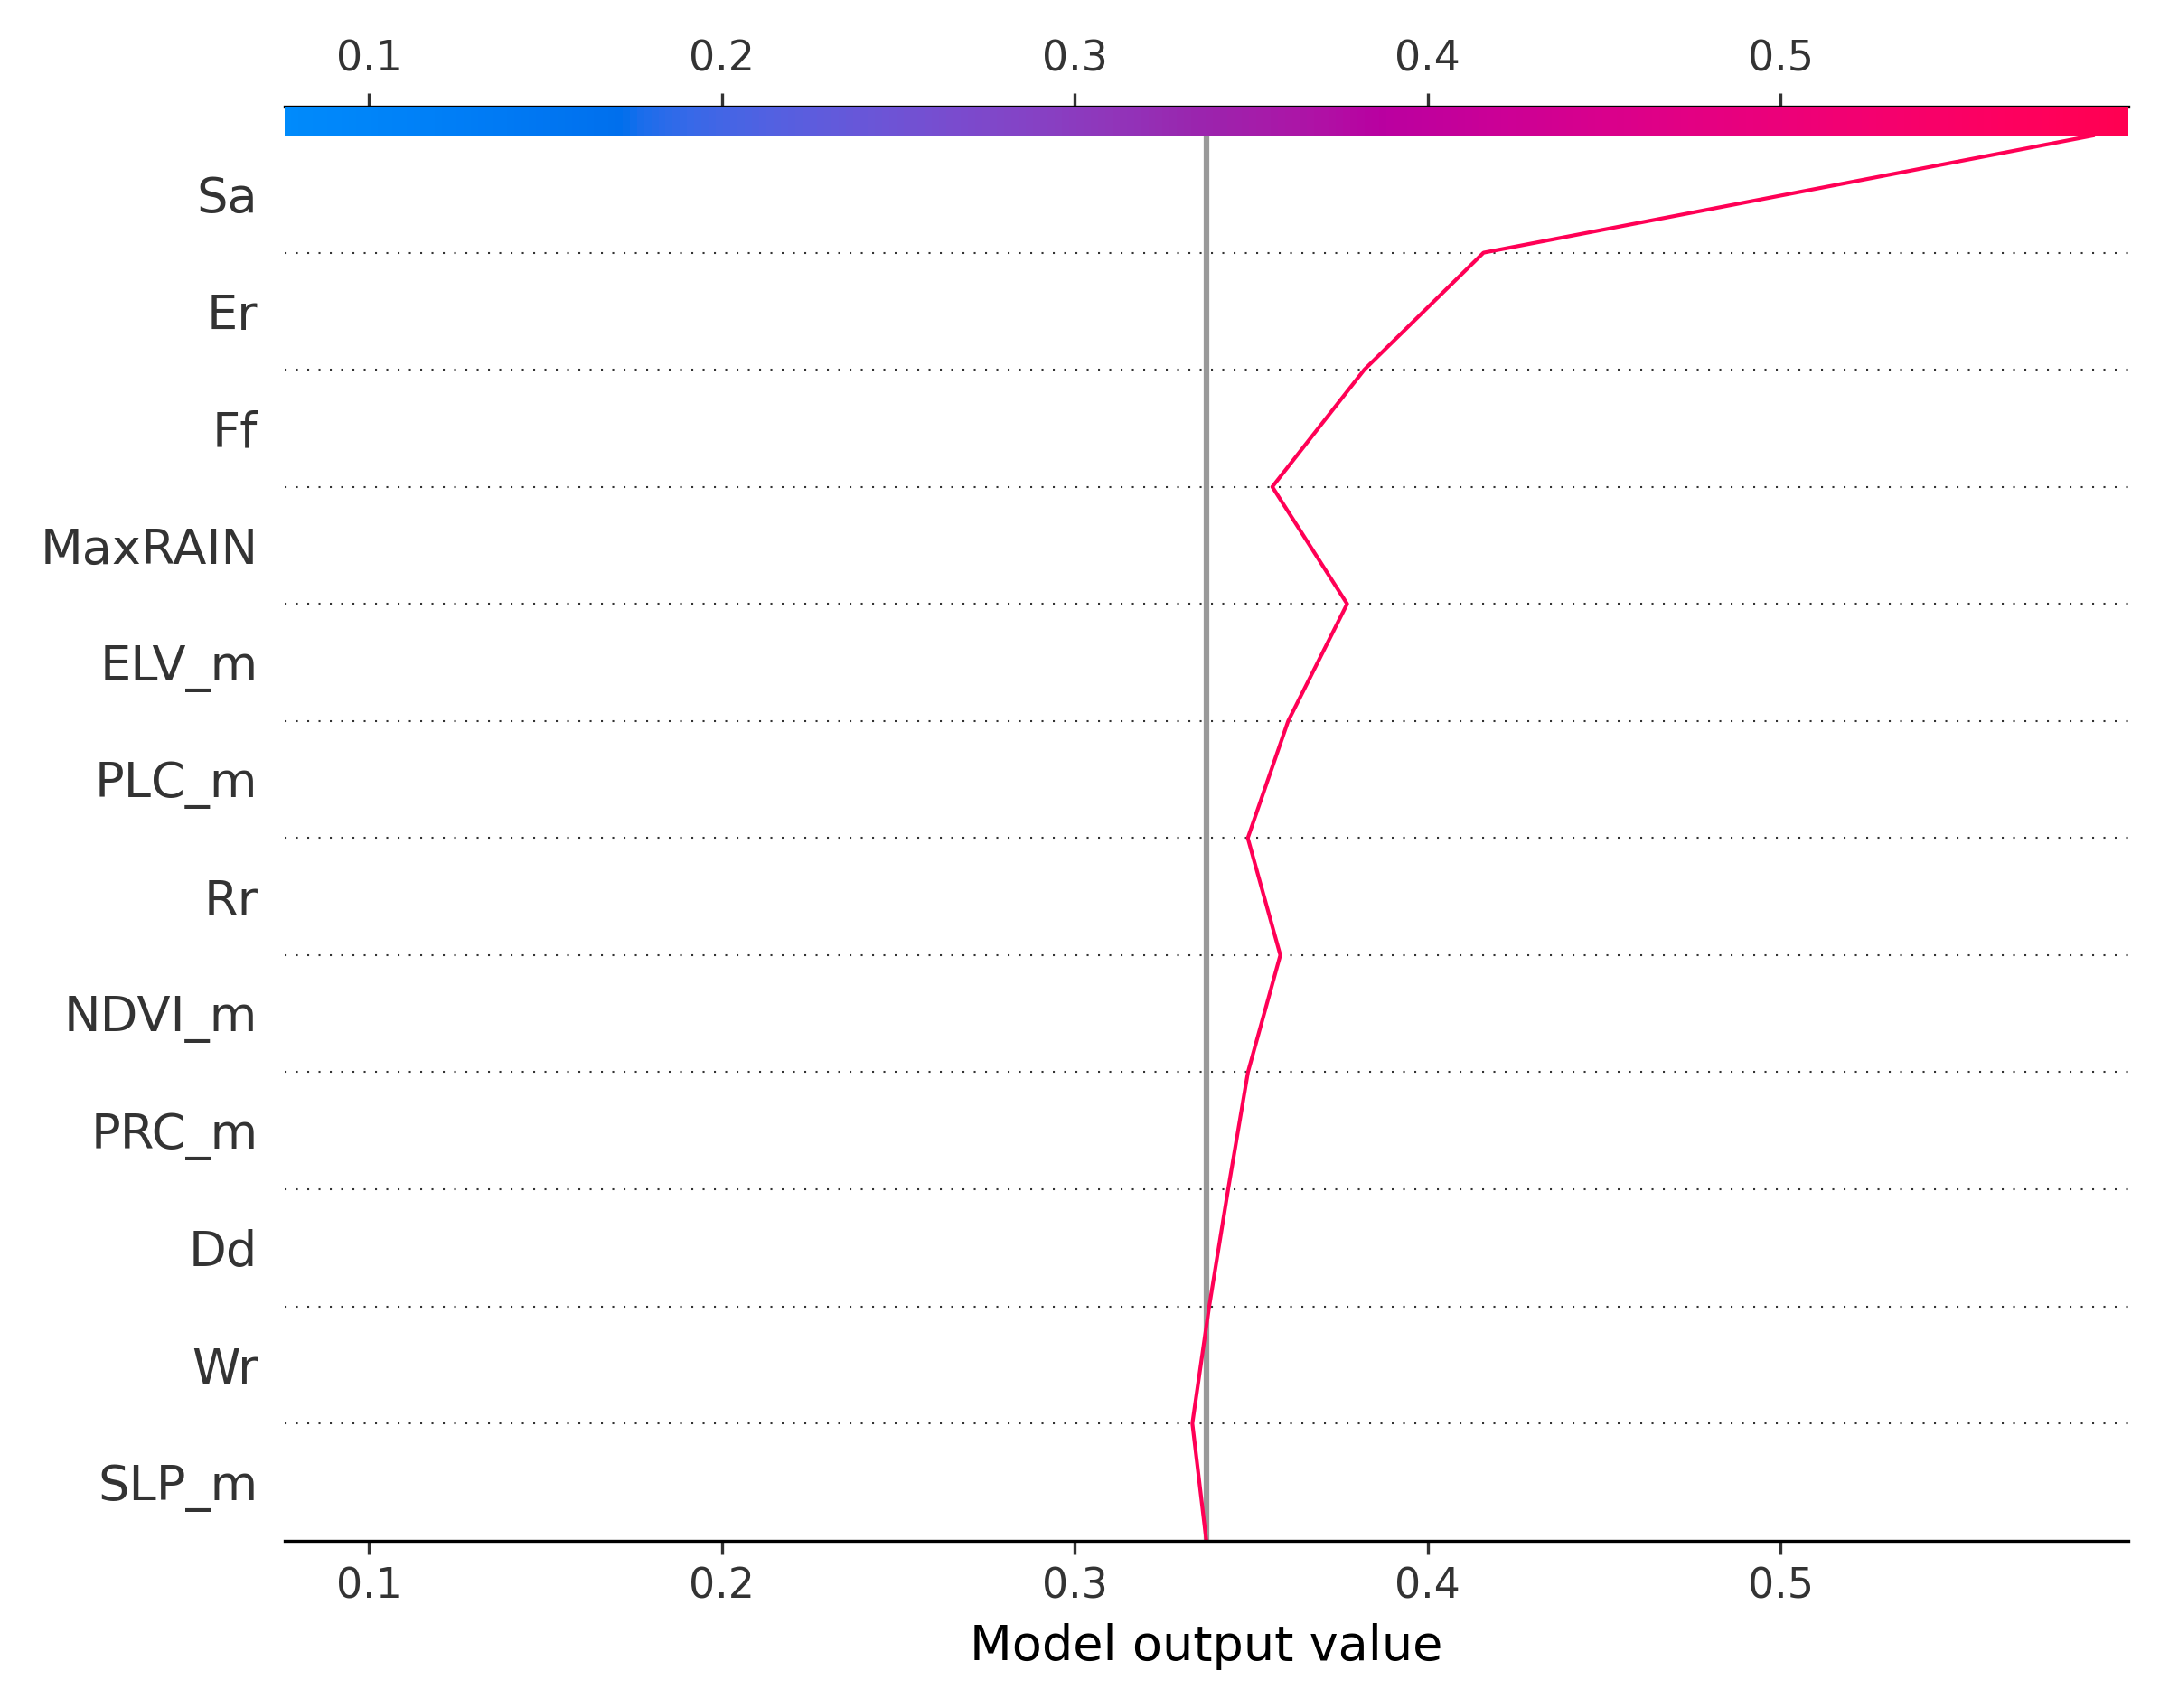 0.1 0.2 0.3 0.4 0.5
Sa
Er
Ff
MaxRAIN
ELV_m
PLC_m
Rr
NDVI_m
PRC_m
Dd
Wr
SLP_m
0.1 0.2 0.3 0.4 0.5
Model output value